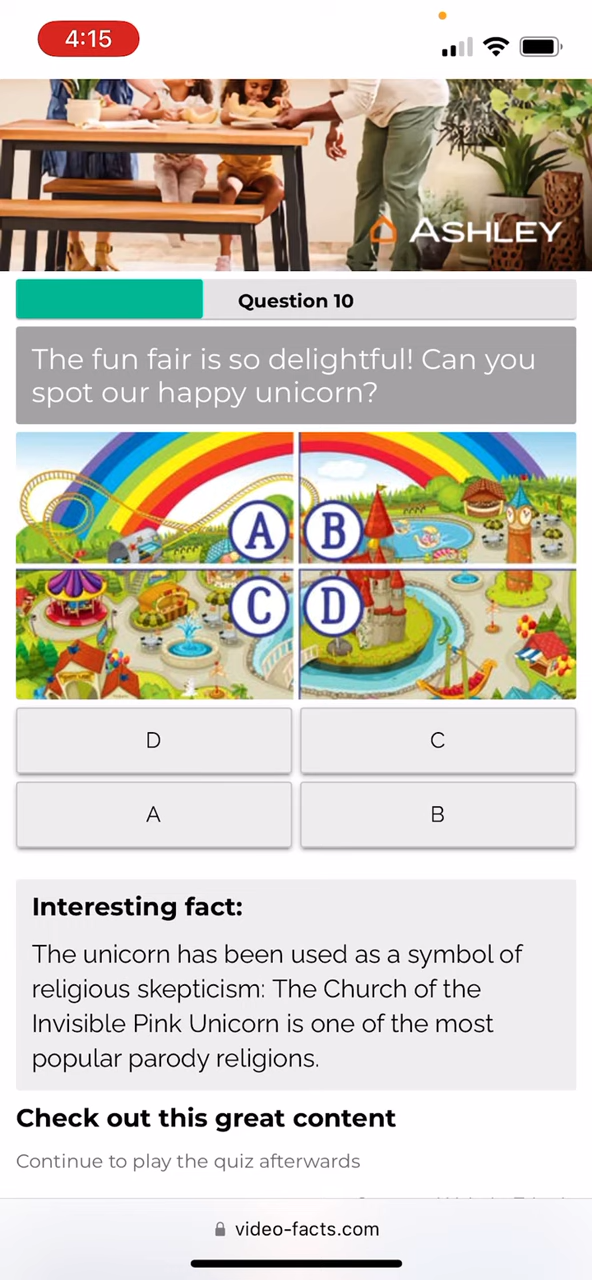 4:15
ASHLEY
Question 10
The fun fair is so delightful! Can you
spot our happy unicorn?
A
B
C
D
D
C
A
B
Interesting fact:
The unicorn has been used as a symbol of
religious skepticism: The Church of the
Invisible Pink Unicorn is one of the most
popular parody religions.
Check out this great content
Continue to play the quiz afterwards
video-facts.com